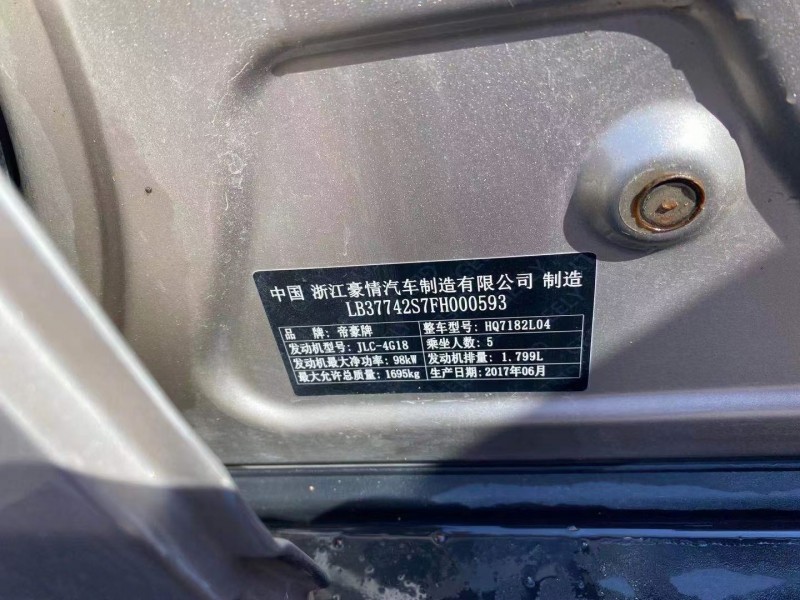 中国 浙江豪情汽车制造有限公司 制造
LB37742S7FH000593
品 牌: 帝豪牌 整车型号: HQ7182L04
发动机型号: JLC-4G18 乘坐人数: 5
发动机最大净功率: 98kW 发动机排量: 1.799L
最大允许总质量: 1695kg 生产日期: 2017年06月